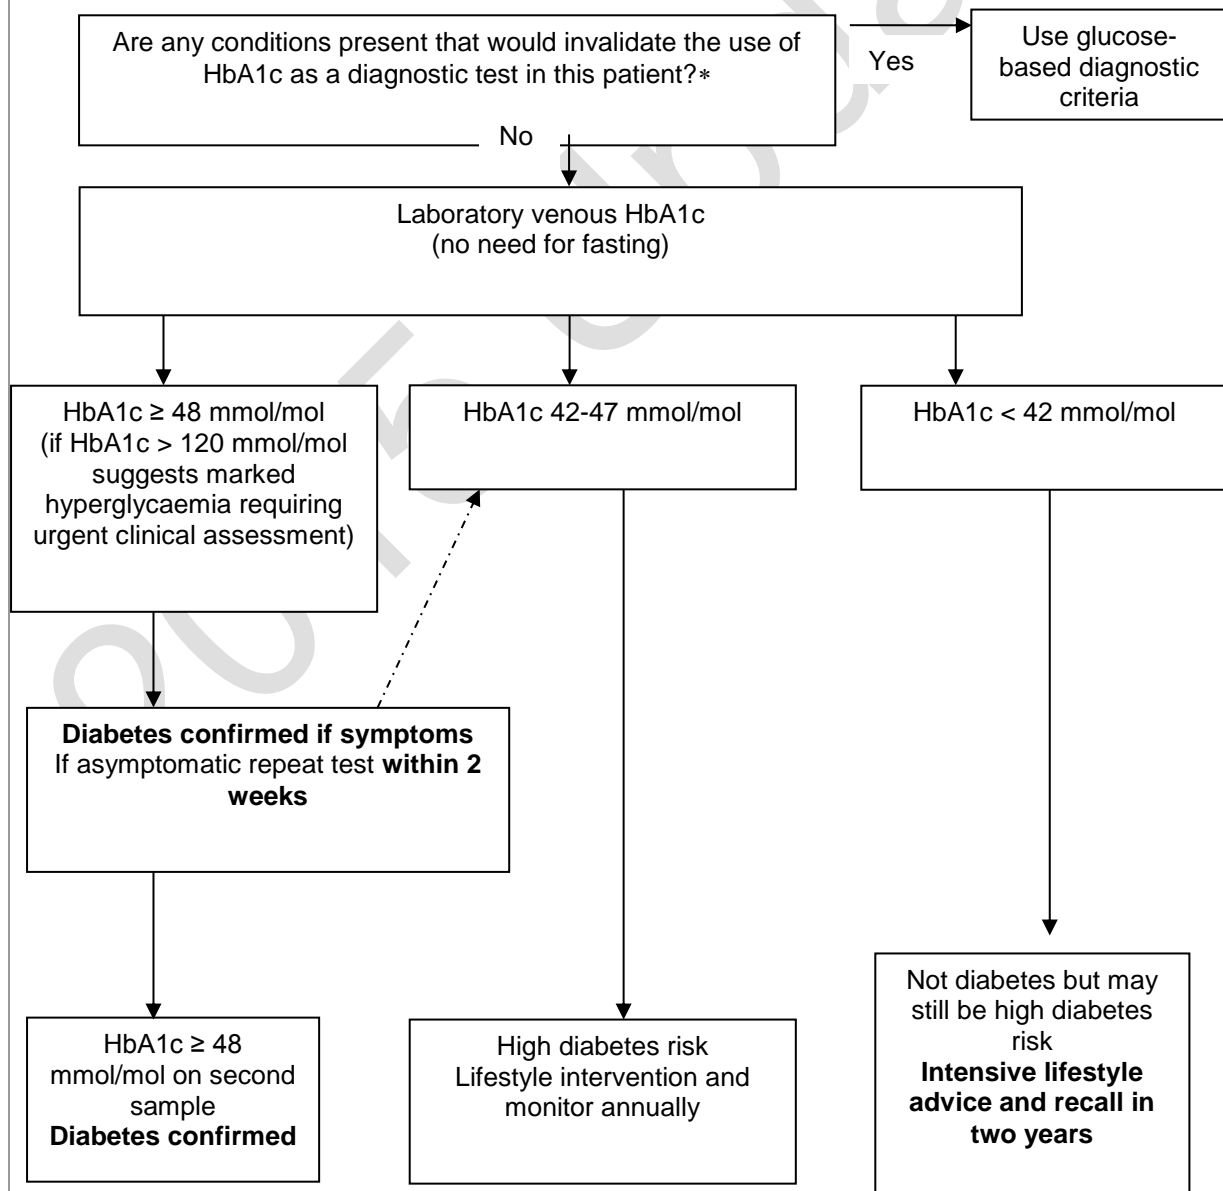 Are any conditions present that would invalidate the use of
HbA1c as a diagnostic test in this patient?*
Yes
Use glucose-
based diagnostic
criteria
No
Laboratory venous HbA1c
(no need for fasting)
HbA1c ≥ 48 mmol/mol
(if HbA1c > 120 mmol/mol
suggests marked
hyperglycaemia requiring
urgent clinical assessment)
HbA1c 42-47 mmol/mol
HbA1c < 42 mmol/mol
Diabetes confirmed if symptoms
If asymptomatic repeat test within 2
weeks
HbA1c ≥ 48
mmol/mol on second
sample
Diabetes confirmed
High diabetes risk
Lifestyle intervention and
monitor annually
Not diabetes but may
still be high diabetes
risk
Intensive lifestyle
advice and recall in
two years